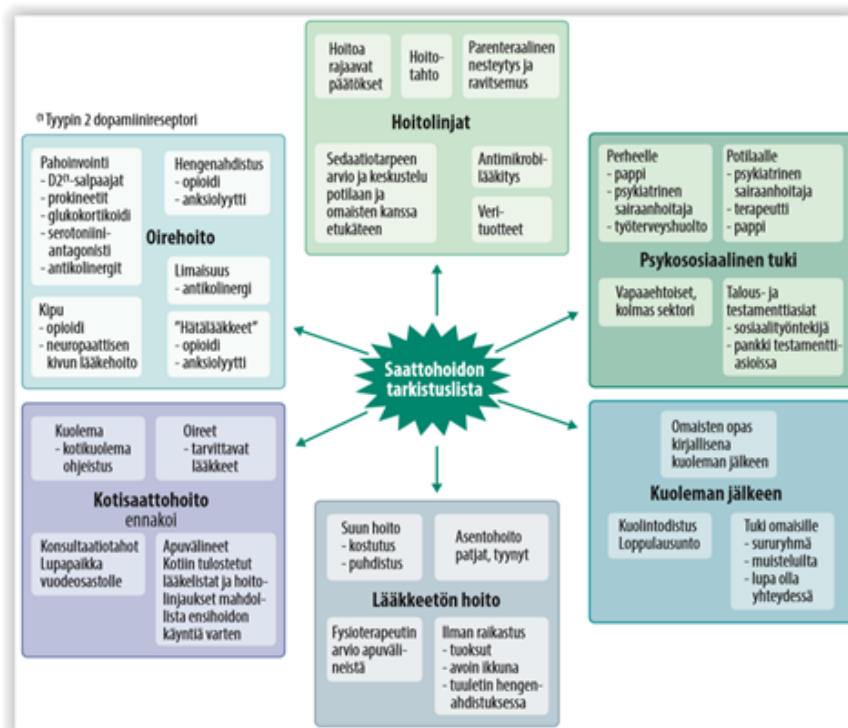 Hoitoa
rajaavat
päätökset
Hoito-
tahto
Parenteraalinen
nesteytys ja
ravitsemus
Hoitolinjat
Sedaatiotarpeen
arvio ja keskustelu
potilaan ja
omaisten kanssa
etukäteen
Antimikrobi-
lääkitys
Veri-
tuotteet
(1) Tyypin 2 dopamiinireseptori
Pahoinvointi
- D2(1)-salpaajat
- prokineetit
- glukokortikoidi
- serotoniini-
antagonisti
- antikolinergit
Hengenahdistus
- opioidi
- anksiolyytti
Oirehoito
Limaisuus
- antikolinergi
Kipu
- opioidi
- neuropaattisen
kivun lääkehoito
"Hätälääkkeet"
- opioidi
- anksiolyytti
Perheelle
- pappi
- psykiatrinen
sairaanhoitaja
- työterveyshuolto
Potilaalle
- psykiatrinen
sairaanhoitaja
- terapeutti
- pappi
Psykososiaalinen tuki
Vapaaehtoiset,
kolmas sektori
Talous- ja
testamenttiasiat
- sosiaalityöntekijä
- pankki testamentti-
asioissa
Saattohoidon
tarkistuslista
Kuolema
- kotikuolema
ohjeistus
Oireet
- tarvittavat
lääkkeet
Kotisaattohoito
ennakoi
Konsultaatiotahot
Lupapaikka
vuodeosastolle
Apuvälineet
Kotiin tulostetut
lääkelistat ja hoito-
linjaukset mahdol-
lista ensihoidon
käyntiä varten
Suun hoito
- kostutus
- puhdistus
Asentohoito
patjat, tyynyt
Lääkkeetön hoito
Fysioterapeutin
arvio apuväli-
neistä
Ilman raikastus
- tuoksut
- avoin ikkuna
- tuuletin hengen-
ahdistuksessa
Omaisten opas
kirjallisena
kuoleman jälkeen
Kuoleman jälkeen
Kuolintodistus
Loppulausunto
Tuki omaisille
- sururyhmä
- muisteluilta
- lupa olla
yhteydessä